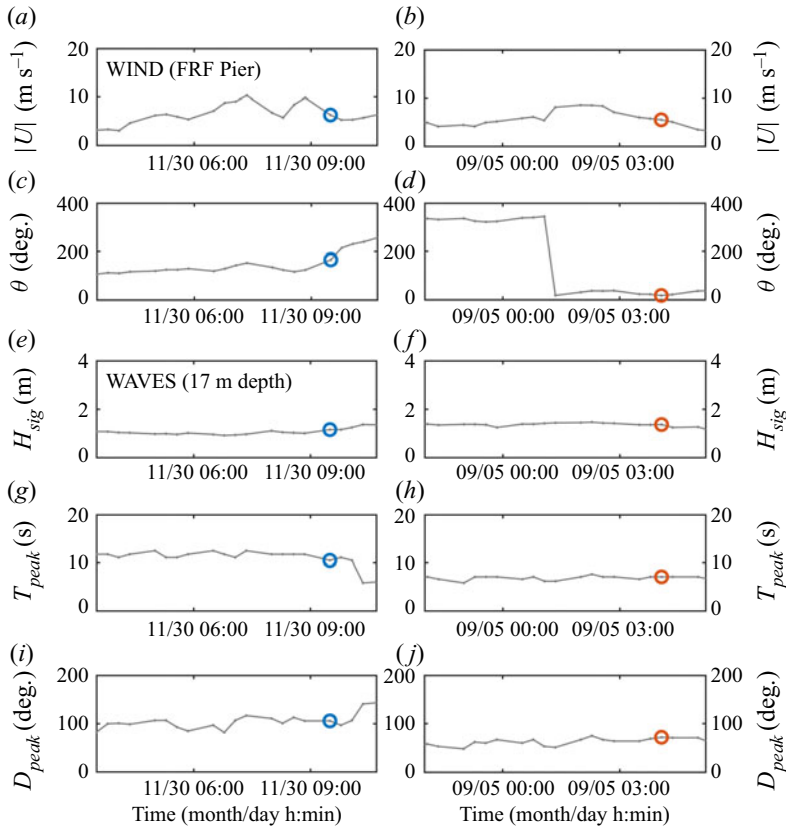 (a) (b)
20 20
WIND (FRF Pier)
|U| (m s⁻¹) 10 10 |U| (m s⁻¹)
0 0
11/30 06:00 11/30 09:00 09/05 00:00 09/05 03:00
(c) (d)
400 400
θ (deg.) 200 200 θ (deg.)
0 0
11/30 06:00 11/30 09:00 09/05 00:00 09/05 03:00
(e) (f)
4 4
WAVES (17 m depth)
H_sig (m) 2 2 H_sig (m)
0 0
11/30 06:00 11/30 09:00 09/05 00:00 09/05 03:00
(g) (h)
20 20
T_peak (s) 10 10 T_peak (s)
0 0
11/30 06:00 11/30 09:00 09/05 00:00 09/05 03:00
(i) (j)
200 200
D_peak (deg.) 100 100 D_peak (deg.)
0 0
11/30 06:00 11/30 09:00 09/05 00:00 09/05 03:00
Time (month/day h:min) Time (month/day h:min)